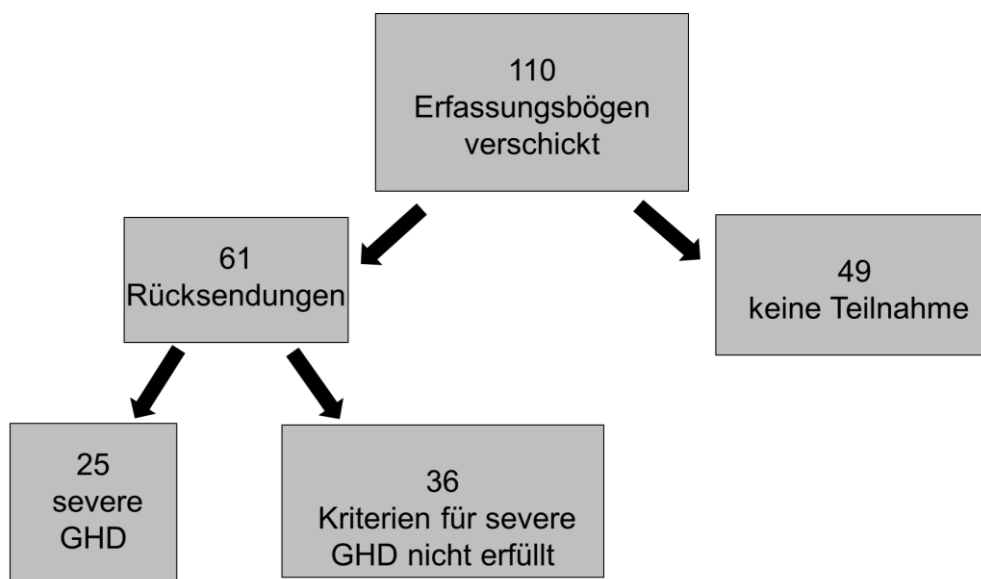 110
Erfassungsbögen
verschickt
61
Rücksendungen
49
keine Teilnahme
25
severe
GHD
36
Kriterien für severe
GHD nicht erfüllt